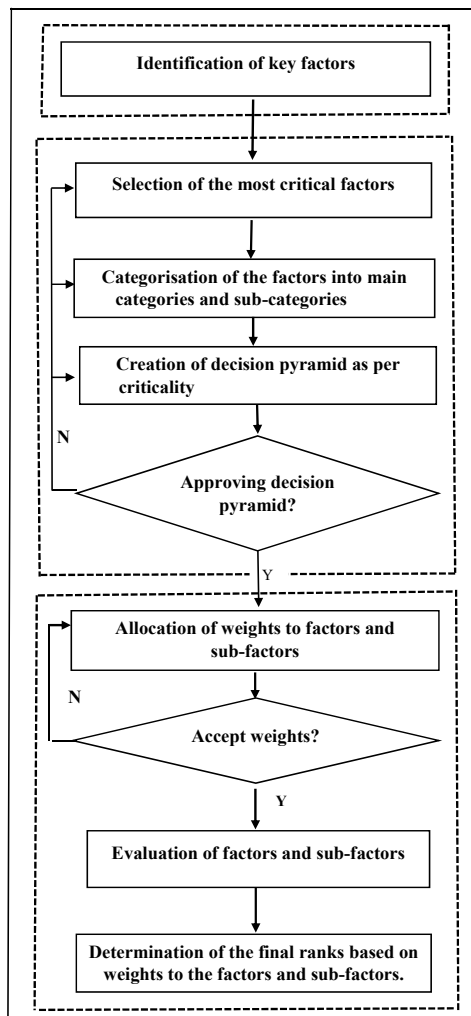 Identification of key factors
Selection of the most critical factors
Categorisation of the factors into main
categories and sub-categories
Creation of decision pyramid as per
criticality
N
Approving decision
pyramid?
Y
Allocation of weights to factors and
sub-factors
N
Accept weights?
Y
Evaluation of factors and sub-factors
Determination of the final ranks based on
weights to the factors and sub-factors.